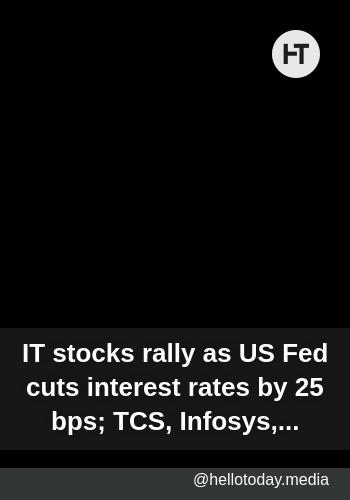 HT
IT stocks rally as US Fed
cuts interest rates by 25
bps; TCS, Infosys,...
@hellotoday.media